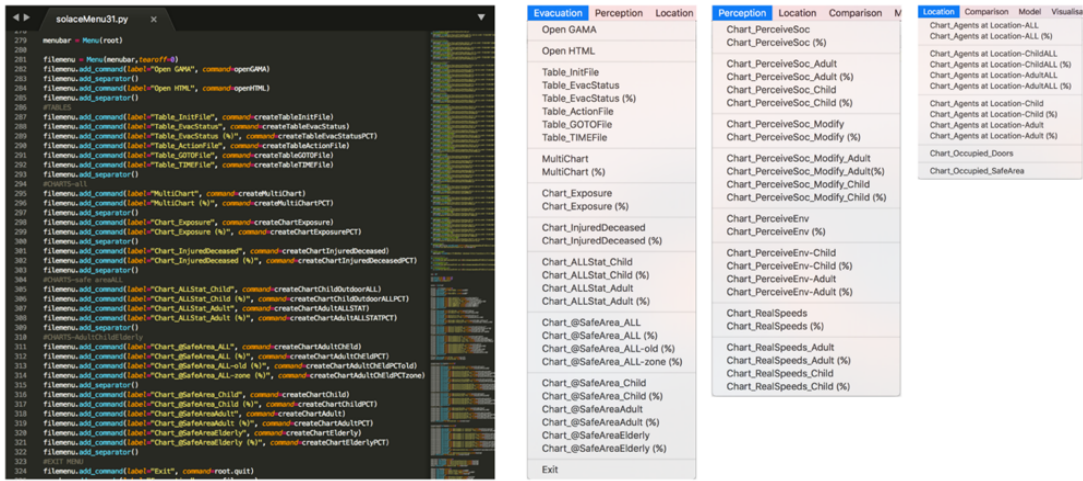 solaceMenu31.py
279 menubar = Menu(root)
280
281 filemenu = Menu(menubar,tearoff=0)
282 filemenu.add_command(label="Open GAMA", command=openGAMA)
283 filemenu.add_separator()
284 filemenu.add_command(label="Open HTML", command=openHTML)
285 filemenu.add_separator()
286 #TABLES
287 filemenu.add_command(label="Table_InitFile", command=createTableInitFile)
288 filemenu.add_command(label="Table_EvacStatus", command=createTableEvacStatus)
289 filemenu.add_command(label="Table_EvacStatus (%)", command=createTableEvacStatusPCT)
290 filemenu.add_command(label="Table_ActionFile", command=createTableActionFile)
291 filemenu.add_command(label="Table_GOTOFile", command=createTableGOTOFile)
292 filemenu.add_command(label="Table_TIMEFile", command=createTableTIMEFile)
293 filemenu.add_separator()
294 #CHARTS-all
295 filemenu.add_command(label="MultiChart", command=createMultiChart)
296 filemenu.add_command(label="MultiChart (%)", command=createMultiChartPCT)
297 filemenu.add_separator()
298 filemenu.add_command(label="Chart_Exposure", command=createChartExposure)
299 filemenu.add_command(label="Chart_Exposure (%)", command=createChartExposurePCT)
300 filemenu.add_separator()
301 filemenu.add_command(label="Chart_InjuredDeceased", command=createChartInjuredDeceased)
302 filemenu.add_command(label="Chart_InjuredDeceased (%)", command=createChartInjuredDeceasedPCT)
303 filemenu.add_separator()
304 #CHARTS-safe areaALL
305 filemenu.add_command(label="Chart_ALLStat_Child", command=createChartChildOutdoorALL)
306 filemenu.add_command(label="Chart_ALLStat_Child (%)", command=createChartChildOutdoorALLPCT)
307 filemenu.add_command(label="Chart_ALLStat_Adult", command=createChartAdultALLSTAT)
308 filemenu.add_command(label="Chart_ALLStat_Adult (%)", command=createChartAdultALLSTATPCT)
309 filemenu.add_separator()
310 #CHARTS-AdultChildElderly
311 filemenu.add_command(label="Chart_@SafeArea_ALL", command=createChartAdultChEld)
312 filemenu.add_command(label="Chart_@SafeArea_ALL (%)", command=createChartAdultChEldPCT)
313 filemenu.add_command(label="Chart_@SafeArea_ALL-old (%)", command=createChartAdultChEldPCTold)
314 filemenu.add_command(label="Chart_@SafeArea_ALL-zone (%)", command=createChartAdultChEldPCTzone)
315 filemenu.add_separator()
316 filemenu.add_command(label="Chart_@SafeArea_Child", command=createChartChild)
317 filemenu.add_command(label="Chart_@SafeArea_Child (%)", command=createChartChildPCT)
318 filemenu.add_command(label="Chart_@SafeAreaAdult", command=createChartAdult)
319 filemenu.add_command(label="Chart_@SafeAreaAdult (%)", command=createChartAdultPCT)
320 filemenu.add_command(label="Chart_@SafeAreaElderly", command=createChartElderly)
321 filemenu.add_command(label="Chart_@SafeAreaElderly (%)", command=createChartElderlyPCT)
322 filemenu.add_separator()
323 #EXIT MENU
324 filemenu.add_command(label="Exit", command=root.quit)
Evacuation Perception Location
Open GAMA
Open HTML
Table_InitFile
Table_EvacStatus
Table_EvacStatus (%)
Table_ActionFile
Table_GOTOFile
Table_TIMEFile
MultiChart
MultiChart (%)
Chart_Exposure
Chart_Exposure (%)
Chart_InjuredDeceased
Chart_InjuredDeceased (%)
Chart_ALLStat_Child
Chart_ALLStat_Child (%)
Chart_ALLStat_Adult
Chart_ALLStat_Adult (%)
Chart_@SafeArea_ALL
Chart_@SafeArea_ALL (%)
Chart_@SafeArea_ALL-old (%)
Chart_@SafeArea_ALL-zone (%)
Chart_@SafeArea_Child
Chart_@SafeArea_Child (%)
Chart_@SafeAreaAdult
Chart_@SafeAreaAdult (%)
Chart_@SafeAreaElderly
Chart_@SafeAreaElderly (%)
Exit
Perception Location Comparison M
Chart_PerceiveSoc
Chart_PerceiveSoc (%)
Chart_PerceiveSoc_Adult
Chart_PerceiveSoc_Adult (%)
Chart_PerceiveSoc_Child
Chart_PerceiveSoc_Child (%)
Chart_PerceiveSoc_Modify
Chart_PerceiveSoc_Modify (%)
Chart_PerceiveSoc_Modify_Adult
Chart_PerceiveSoc_Modify_Adult(%)
Chart_PerceiveSoc_Modify_Child
Chart_PerceiveSoc_Modify_Child (%)
Chart_PerceiveEnv
Chart_PerceiveEnv (%)
Chart_PerceiveEnv-Child
Chart_PerceiveEnv-Child (%)
Chart_PerceiveEnv-Adult
Chart_PerceiveEnv-Adult (%)
Chart_RealSpeeds
Chart_RealSpeeds (%)
Chart_RealSpeeds_Adult
Chart_RealSpeeds_Adult (%)
Chart_RealSpeeds_Child
Chart_RealSpeeds_Child (%)
Location Comparison Model Visualisa
Chart_Agents at Location-ALL
Chart_Agents at Location-ALL (%)
Chart_Agents at Location-ChildALL
Chart_Agents at Location-ChildALL (%)
Chart_Agents at Location-AdultALL
Chart_Agents at Location-AdultALL (%)
Chart_Agents at Location-Child
Chart_Agents at Location-Child (%)
Chart_Agents at Location-Adult
Chart_Agents at Location-Adult (%)
Chart_Occupied_Doors
Chart_Occupied_SafeArea